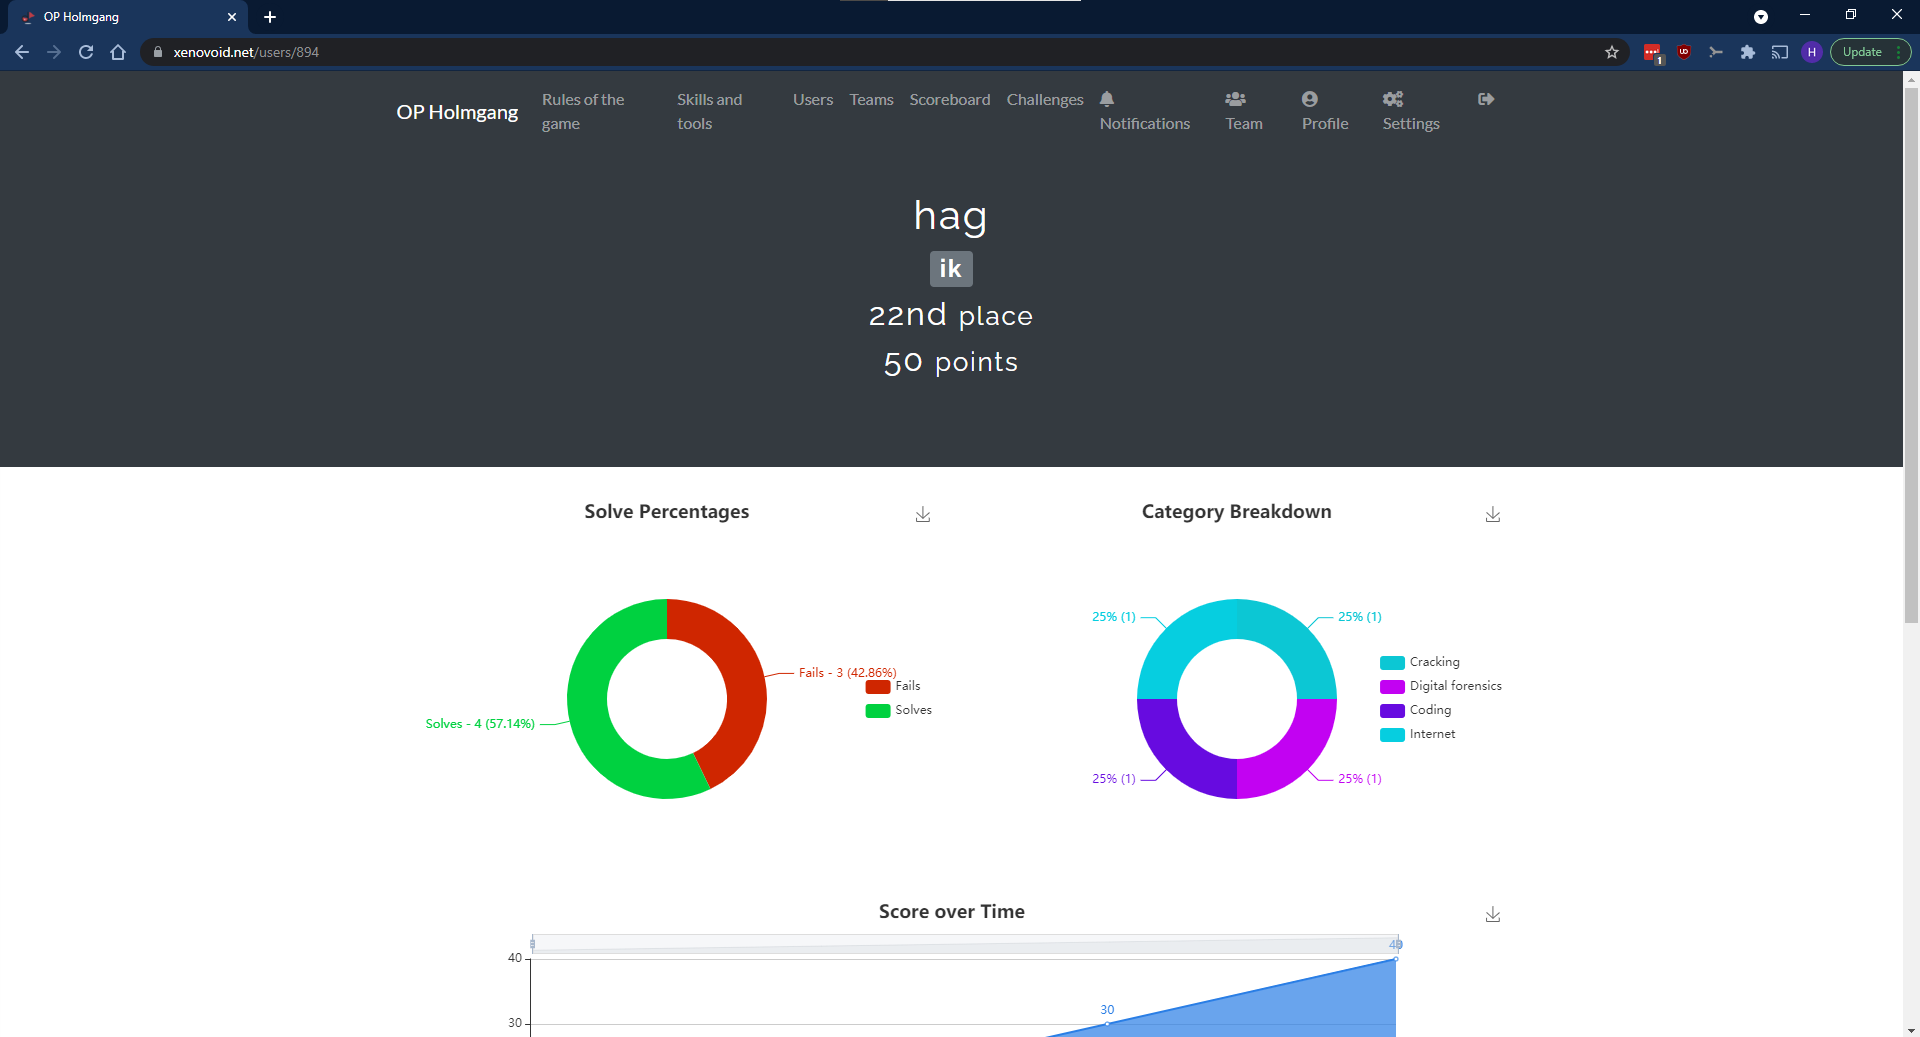 OP Holmgang
xenovoid.net/users/894
1
H
Update
OP Holmgang
Rules of the game
Skills and tools
Users
Teams
Scoreboard
Challenges
Notifications
Team
Profile
Settings
hag
ik
22nd place
50 points
Solve Percentages
Fails - 3 (42.86%)
Solves - 4 (57.14%)
Fails
Solves
Category Breakdown
25% (1)
25% (1)
25% (1)
25% (1)
Cracking
Digital forensics
Coding
Internet
Score over Time
40
30
30